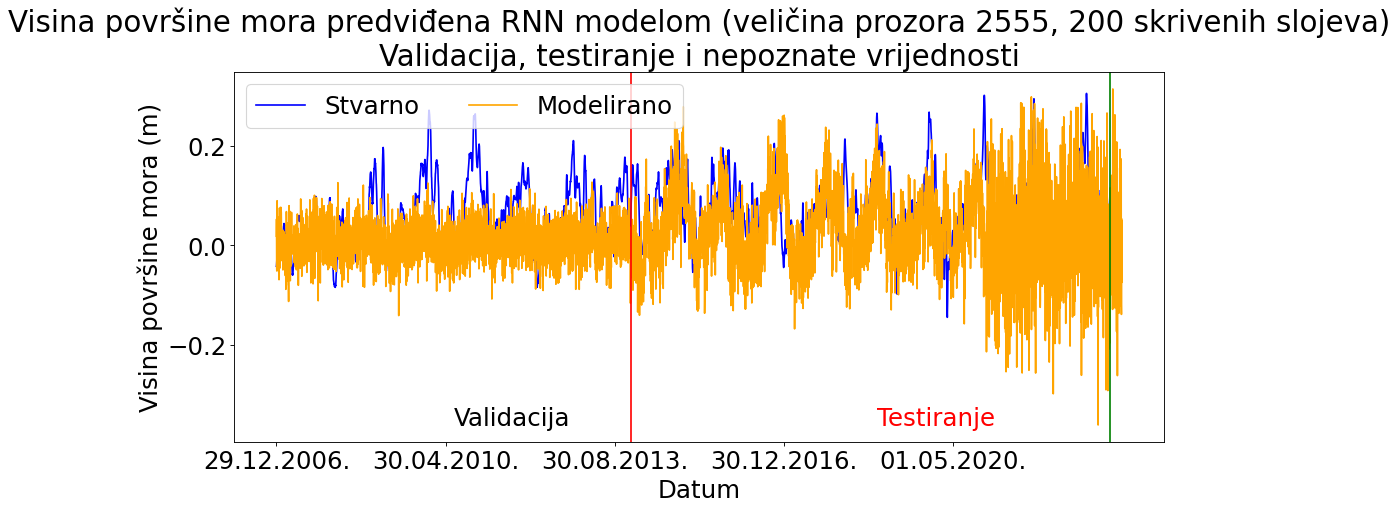 Visina površine mora predviđena RNN modelom (veličina prozora 2555, 200 skrivenih slojeva)
Validacija, testiranje i nepoznate vrijednosti
Stvarno
Modelirano
Visina površine mora (m)
0.2
0.0
−0.2
Validacija
Testiranje
29.12.2006.
30.04.2010.
30.08.2013.
30.12.2016.
01.05.2020.
Datum